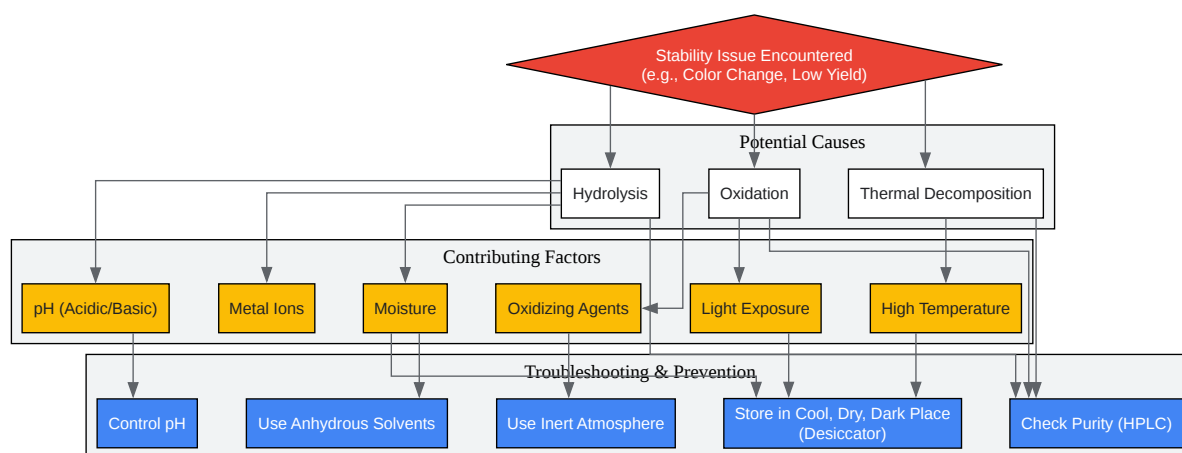 Stability Issue Encountered
(e.g., Color Change, Low Yield)
Potential Causes
Hydrolysis
Oxidation
Thermal Decomposition
Contributing Factors
pH (Acidic/Basic)
Metal Ions
Moisture
Oxidizing Agents
Light Exposure
High Temperature
Troubleshooting & Prevention
Control pH
Use Anhydrous Solvents
Use Inert Atmosphere
Store in Cool, Dry, Dark Place
(Desiccator)
Check Purity (HPLC)